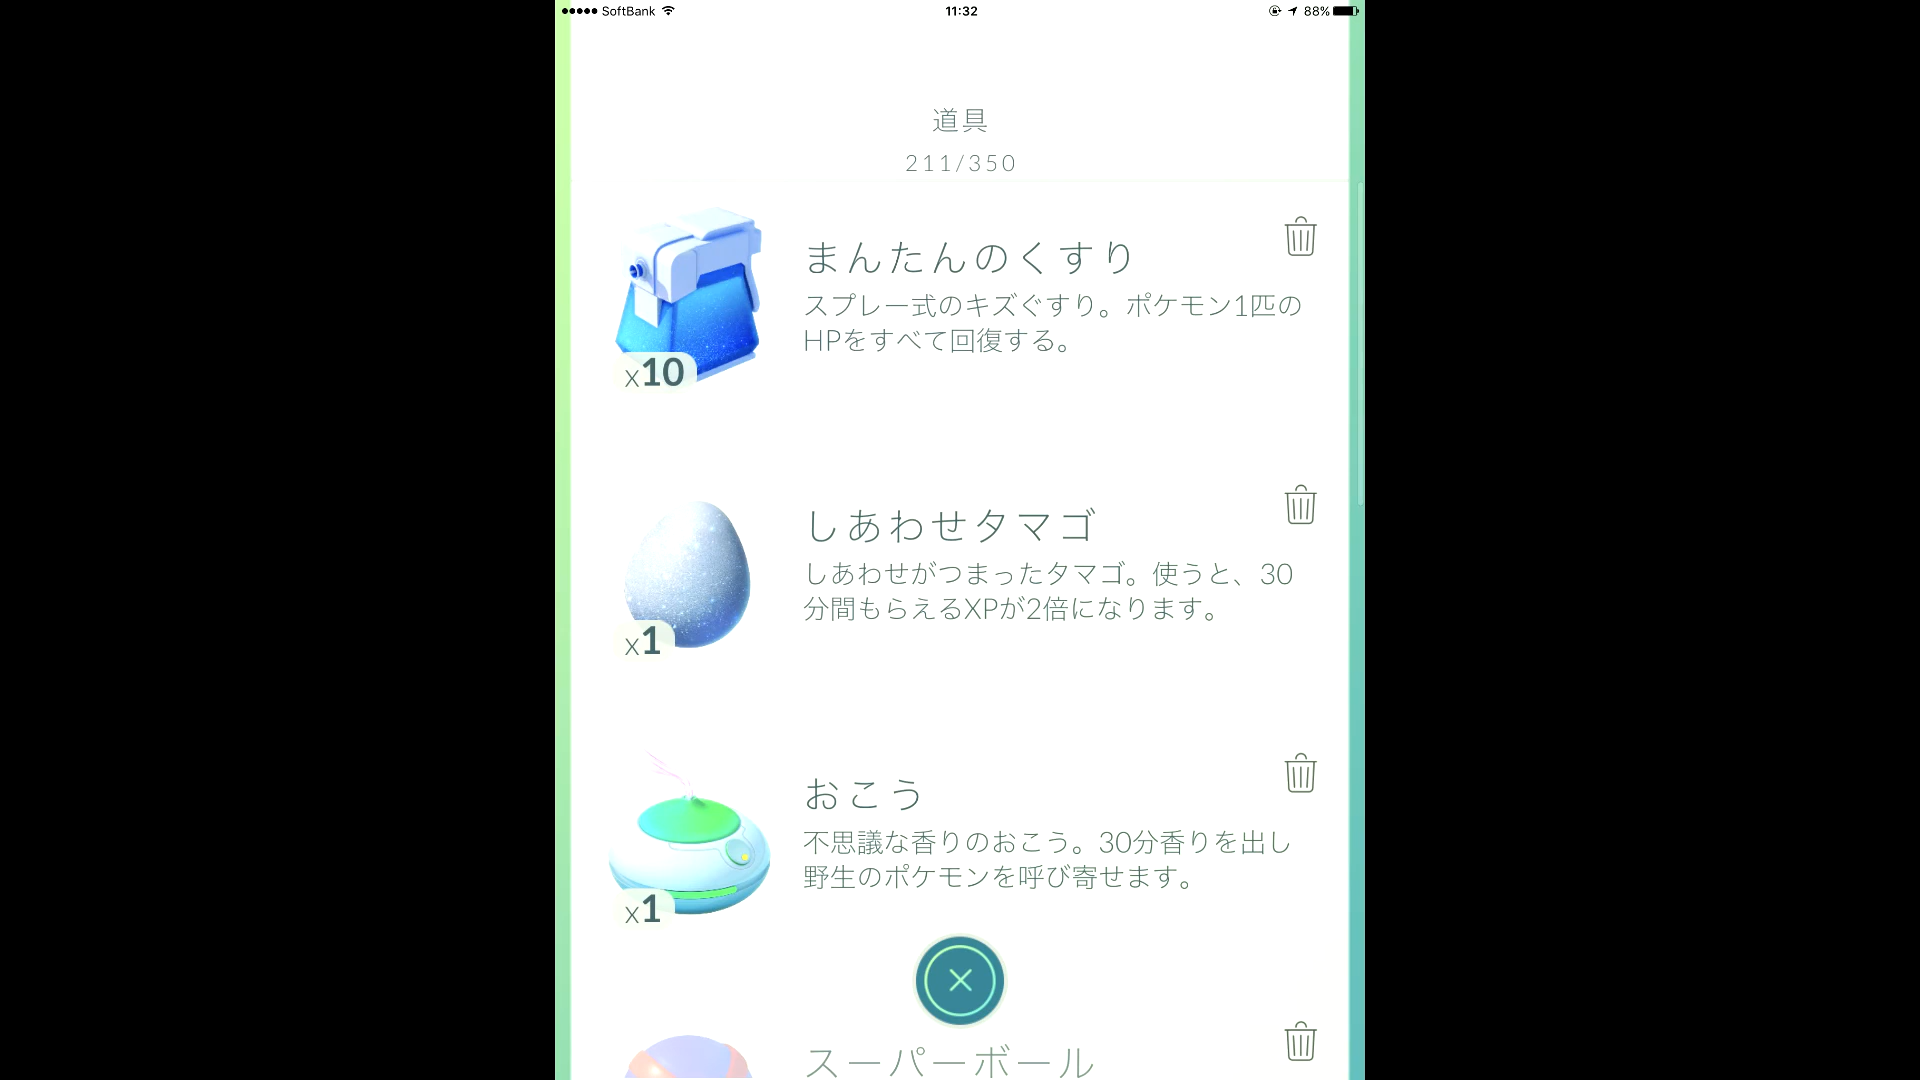 SoftBank 11:32 88%
道具
211/350
まんたんのくすり
スプレー式のキズぐすり。ポケモン1匹の
HPをすべて回復する。
x10
しあわせタマゴ
しあわせがつまったタマゴ。使うと、30
分間もらえるXPが2倍になります。
x1
おこう
不思議な香りのおこう。30分香りを出し
野生のポケモンを呼び寄せます。
x1
スーパーボール